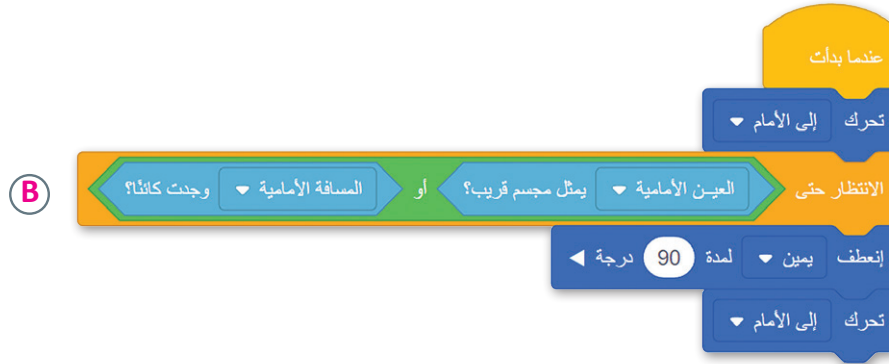 عندما بدأت
تحرك إلى الأمام
الانتظار حتى العين الأمامية يمثل مجسم قريب؟ أو المسافة الأمامية وجدت كائنًا؟
B
إنعطف يمين لمدة 90 درجة
تحرك إلى الأمام